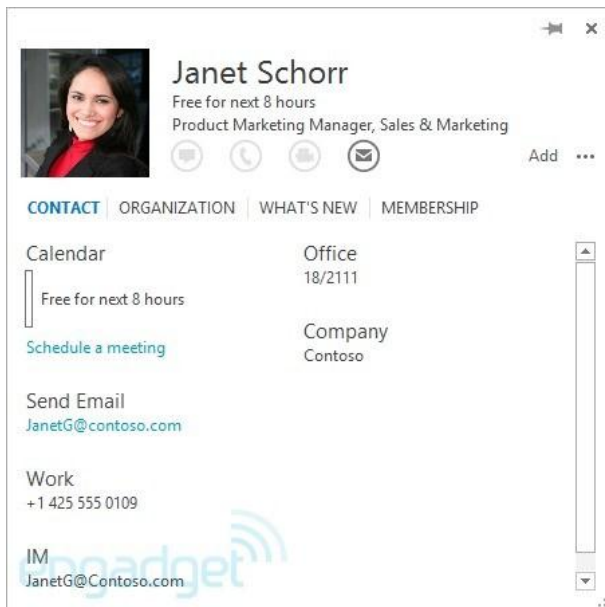 Janet Schorr
Free for next 8 hours
Product Marketing Manager, Sales & Marketing
Add
CONTACT ORGANIZATION WHAT'S NEW MEMBERSHIP
Calendar
Free for next 8 hours
Schedule a meeting
Send Email
JanetG@contoso.com
Work
+1 425 555 0109
IM
JanetG@Contoso.com
Office
18/2111
Company
Contoso
engadget